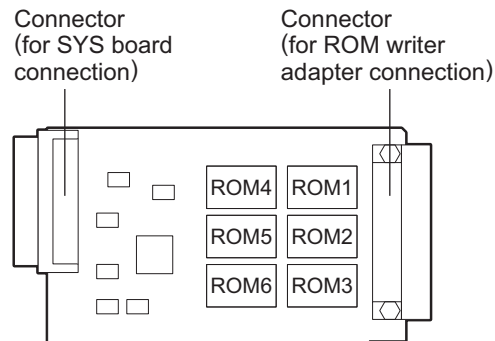 Connector
(for SYS board
connection)
Connector
(for ROM writer
adapter connection)
ROM4 ROM1
ROM5 ROM2
ROM6 ROM3